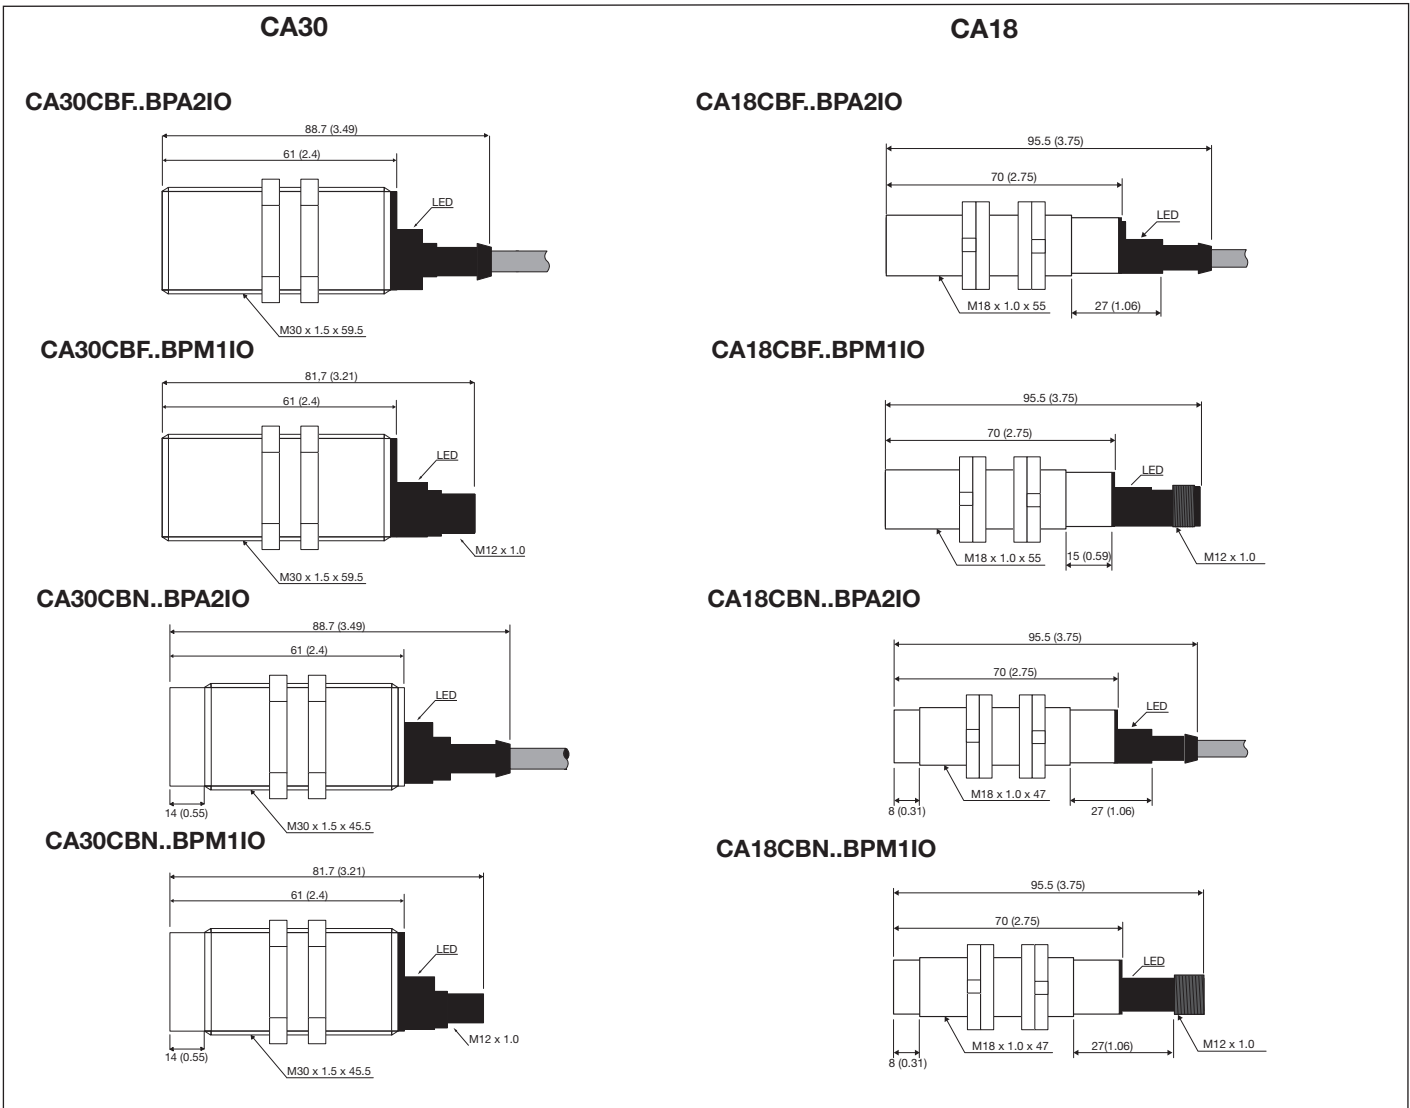 CA30
CA30CBF..BPA2IO
88.7 (3.49)
61 (2.4)
LED
M30 x 1.5 x 59.5
CA30CBF..BPM1IO
81,7 (3.21)
61 (2.4)
LED
M12 x 1.0
M30 x 1.5 x 59.5
CA30CBN..BPA2IO
88.7 (3.49)
61 (2.4)
LED
14 (0.55)
M30 x 1.5 x 45.5
CA30CBN..BPM1IO
81.7 (3.21)
61 (2.4)
LED
M12 x 1.0
14 (0.55)
M30 x 1.5 x 45.5
CA18
CA18CBF..BPA2IO
95.5 (3.75)
70 (2.75)
LED
M18 x 1.0 x 55
27 (1.06)
CA18CBF..BPM1IO
95.5 (3.75)
70 (2.75)
LED
M18 x 1.0 x 55
15 (0.59)
M12 x 1.0
CA18CBN..BPA2IO
95.5 (3.75)
70 (2.75)
LED
M18 x 1.0 x 47
8 (0.31)
27 (1.06)
CA18CBN..BPM1IO
95.5 (3.75)
70 (2.75)
LED
M18 x 1.0 x 47
27(1.06)
M12 x 1.0
8 (0.31)